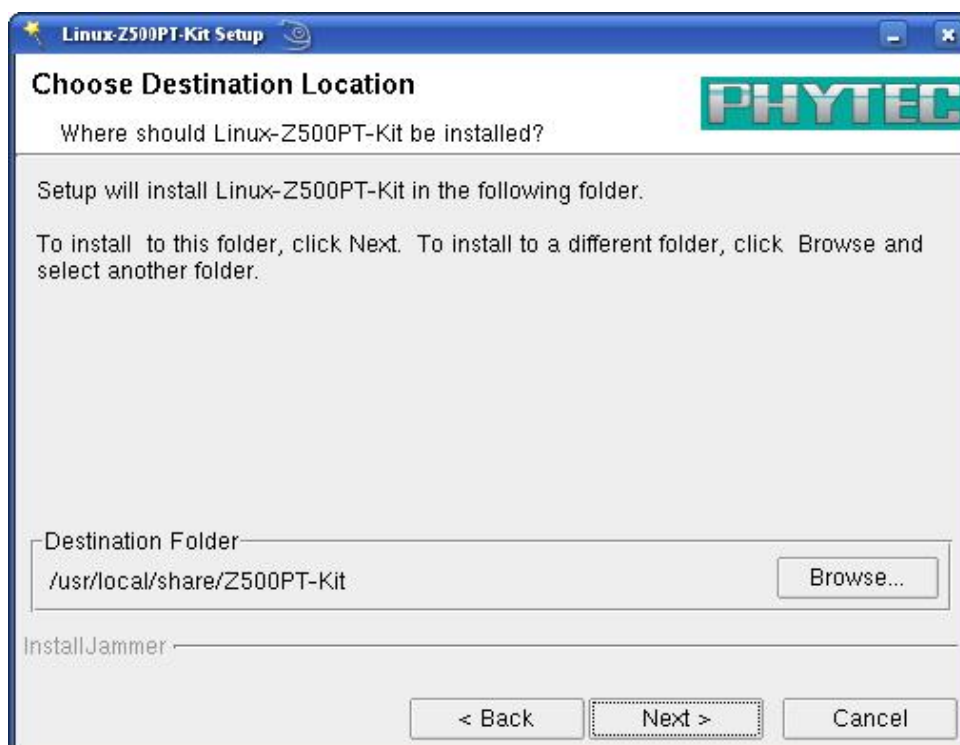 Linux-Z500PT-Kit Setup
Choose Destination Location
PHYTEC
Where should Linux-Z500PT-Kit be installed?
Setup will install Linux-Z500PT-Kit in the following folder.
To install to this folder, click Next. To install to a different folder, click Browse and
select another folder.
Destination Folder
/usr/local/share/Z500PT-Kit
Browse...
InstallJammer
< Back
Next >
Cancel